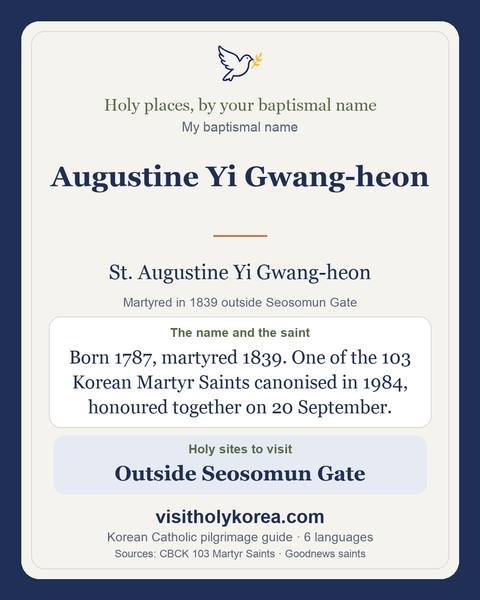 Holy places, by your baptismal name
My baptismal name
Augustine Yi Gwang-heon
St. Augustine Yi Gwang-heon
Martyred in 1839 outside Seosomun Gate
The name and the saint
Born 1787, martyred 1839. One of the 103
Korean Martyr Saints canonised in 1984,
honoured together on 20 September.
Holy sites to visit
Outside Seosomun Gate
visitholykorea.com
Korean Catholic pilgrimage guide · 6 languages
Sources: CBCK 103 Martyr Saints · Goodnews saints